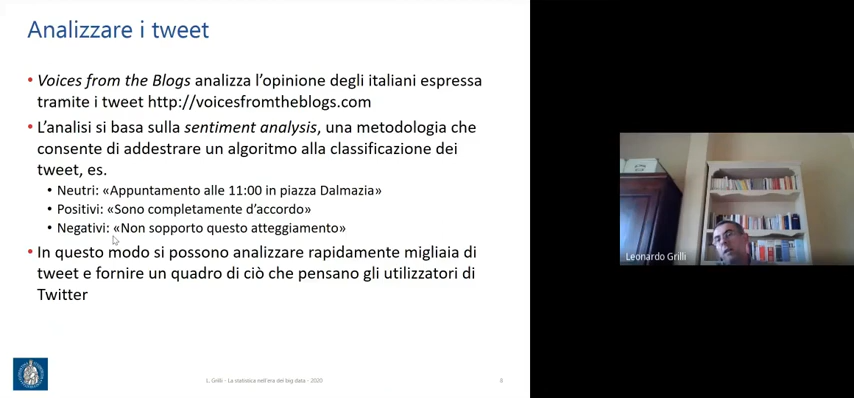 Analizzare i tweet
• Voices from the Blogs analizza l'opinione degli italiani espressa
tramite i tweet http://voicesfromtheblogs.com
• L'analisi si basa sulla sentiment analysis, una metodologia che
consente di addestrare un algoritmo alla classificazione dei
tweet, es.
• Neutri: «Appuntamento alle 11:00 in piazza Dalmazia»
• Positivi: «Sono completamente d'accordo»
• Negativi: «Non sopporto questo atteggiamento»
• In questo modo si possono analizzare rapidamente migliaia di
tweet e fornire un quadro di ciò che pensano gli utilizzatori di
Twitter
L. Grilli - La statistica nell'era dei big data - 2020
8
Leonardo Grilli